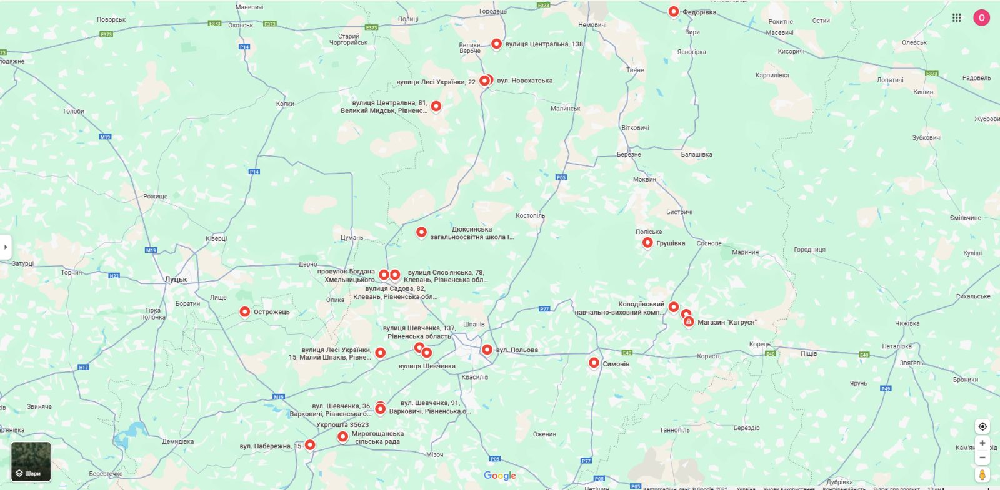 Маневичі
Городець
E373
Федорівка
О
Поворськ
Оконськ
E373
E373
Полиці
Немовичі
Рокитне
Остки
E373
E373
Старий
Чорторийськ
Вири
Масевичі
P14
Велике
Вербче
вулиця Центральна, 138
Ясногірка
Кисоричі
Олевськ
Тинне
Карпилівка
E373
Лопатичі
Радовель
вулиця Лесі Українки, 22
вул. Новохатська
Кишин
Колки
вулиця Центральна, 81,
Великий Мидськ, Рівненс...
Малинськ
Голоби
M19
Вітковичі
Зубковичі
Березне
Балашівка
P14
P05
Моквин
Рожище
Костопіль
Бистричі
Ємільчине
Ківерці
Цумань
Дюксинська
загальноосвітня школа І...
Поліське
Грушівка
Соснове
Марйнин
Городниця
M19
Куліші
Затурці
Торчин
H22
Луцьк
Дерно
провулок Богдана
Хмельницького
вулиця Слов'янська, 78,
Клевань, Рівненська обл...
вулиця Садова, 82,
Клевань, Рівненська обл...
Лище
Боратин
Олика
Рихальське
Гірка
Полонка
Острожець
P77
Колодіївський
навчально-виховний комп...
Магазин "Катруся"
Чижівка
вулиця Шевченка, 137,
Рівненська область
Шпанів
вулиця Лесі Українки,
15, Малий Шпаків, Рівне...
вул. Польова
Корець
E40
Користь
E40
Піщів
E40
Наталівка
Звягель
H17
вулиця Шевченка
Симонів
Квасилів
Ярунь
P49
Броники
M19
Звиняче
вул. Шевченка, 36,
Варковичі, Рівненська о...
вул. Шевченка, 91,
Варковичі, Рівненська о...
Укрпошта 35623
Мирогощанська
сільська рада
вул. Набережна, 15
Демидівка
Оженин
Ганнопіль
Берездів
Мізоч
P05
P77
Шари
Берестечко
Google
P05
P05
Дубрівка
Нетішин
Картографічні дані: © Google, 2025
Україна
Умови використання
Конфіденційність
Відгук про продукт
10 км